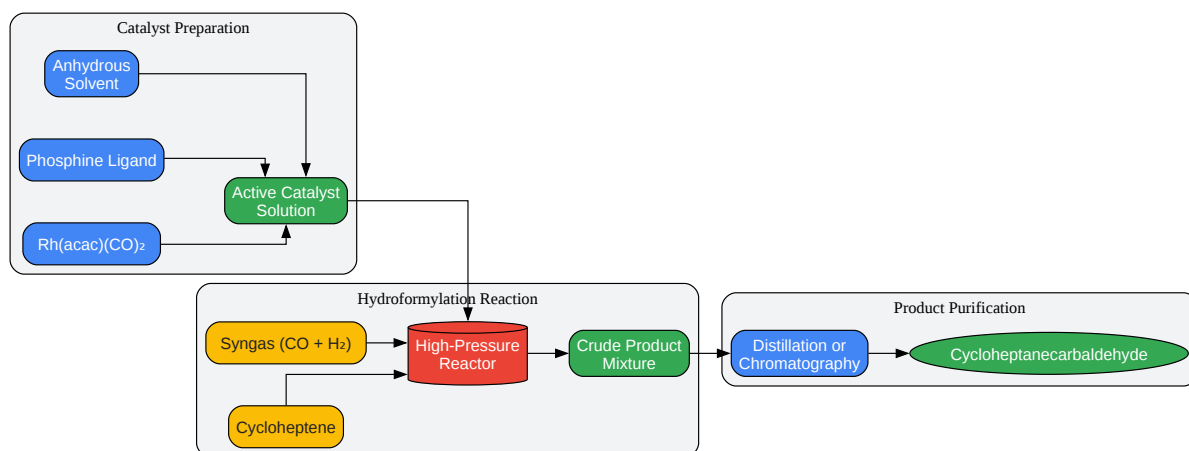 Catalyst Preparation
Anhydrous
Solvent
Phosphine Ligand
Active Catalyst
Solution
Rh(acac)(CO)₂
Hydroformylation Reaction
Syngas (CO + H₂)
High-Pressure
Reactor
Crude Product
Mixture
Cycloheptene
Product Purification
Distillation or
Chromatography
Cycloheptanecarbaldehyde